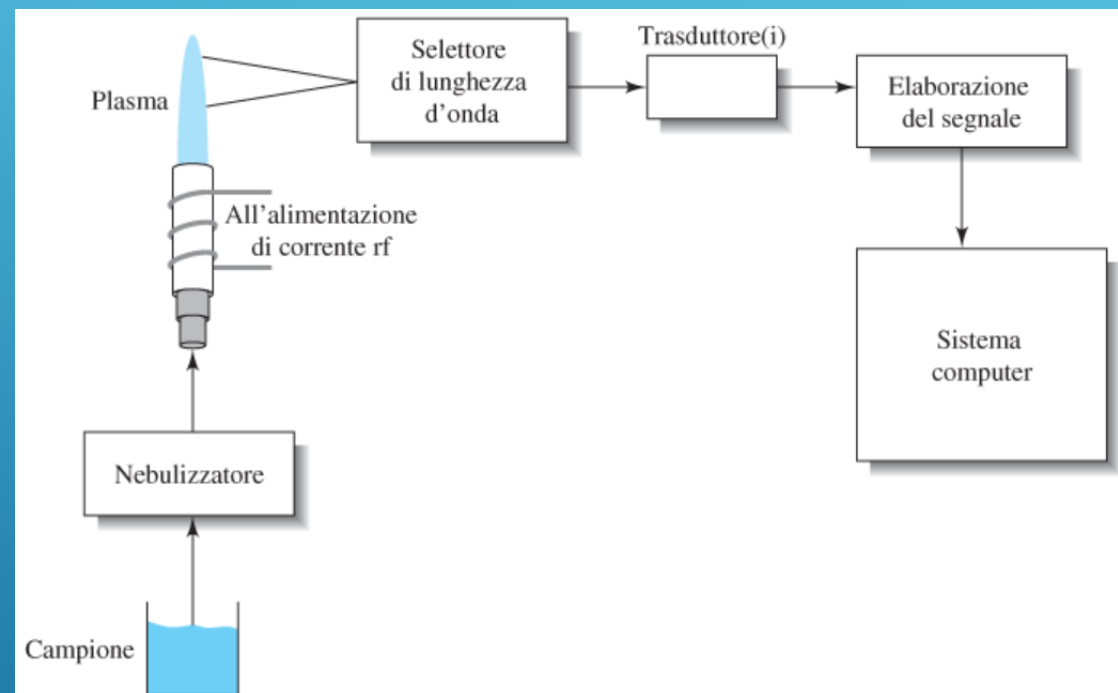 Selettore
di lunghezza
d'onda
Trasduttore(i)
Elaborazione
del segnale
Plasma
All'alimentazione
di corrente rf
Sistema
computer
Nebulizzatore
Campione